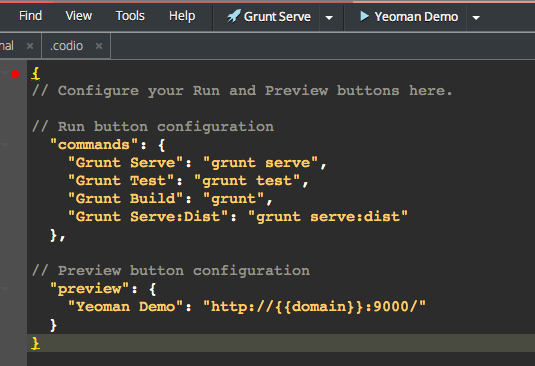 Find View Tools Help Grunt Serve Yeoman Demo
nal × .codio ×
{
// Configure your Run and Preview buttons here.
// Run button configuration
"commands": {
"Grunt Serve": "grunt serve",
"Grunt Test": "grunt test",
"Grunt Build": "grunt",
"Grunt Serve:Dist": "grunt serve:dist"
},
// Preview button configuration
"preview": {
"Yeoman Demo": "http://{{domain}}:9000/"
}
}